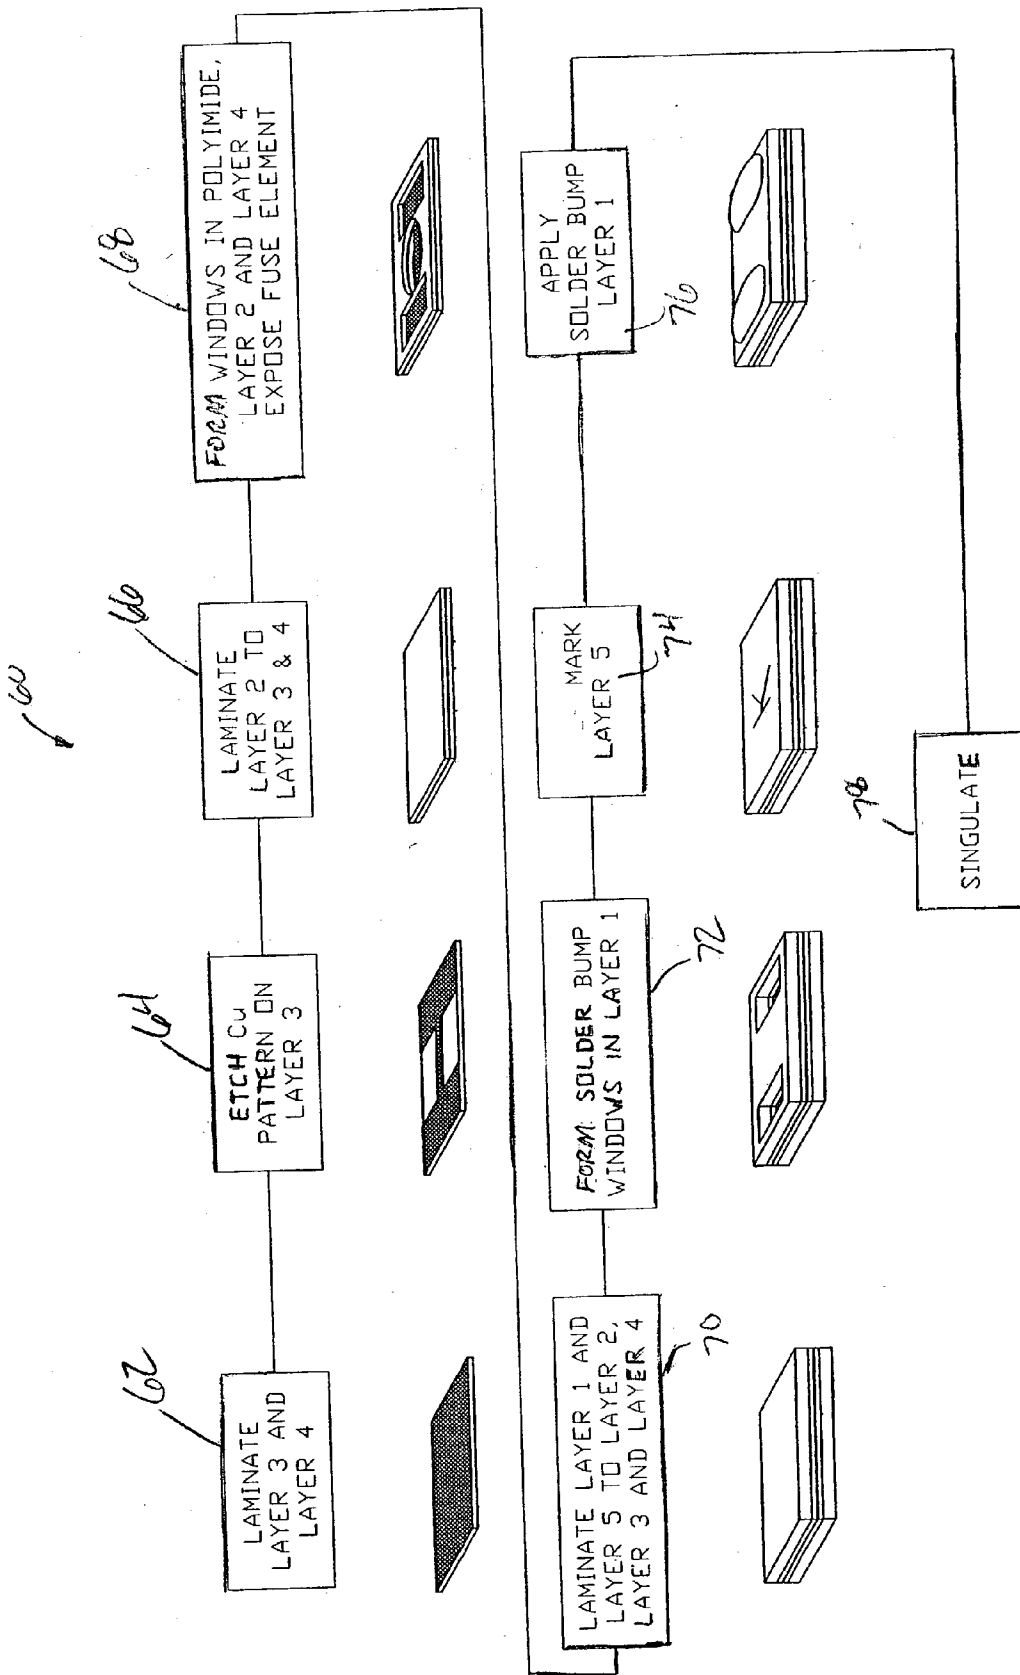 60
62
LAMINATE
LAYER 3 AND
LAYER 4
64
ETCH Cu
PATTERN ON
LAYER 3
66
LAMINATE
LAYER 2 TO
LAYER 3 & 4
68
FORM WINDOWS IN POLYIMIDE,
LAYER 2 AND LAYER 4
EXPOSE FUSE ELEMENT
LAMINATE LAYER 1 AND
LAYER 5 TO LAYER 2,
LAYER 3 AND LAYER 4
70
FORM SOLDER BUMP
WINDOWS IN LAYER 1
72
MARK
LAYER 5
74
APPLY
SOLDER BUMP
LAYER 1
76
78
SINGULATE